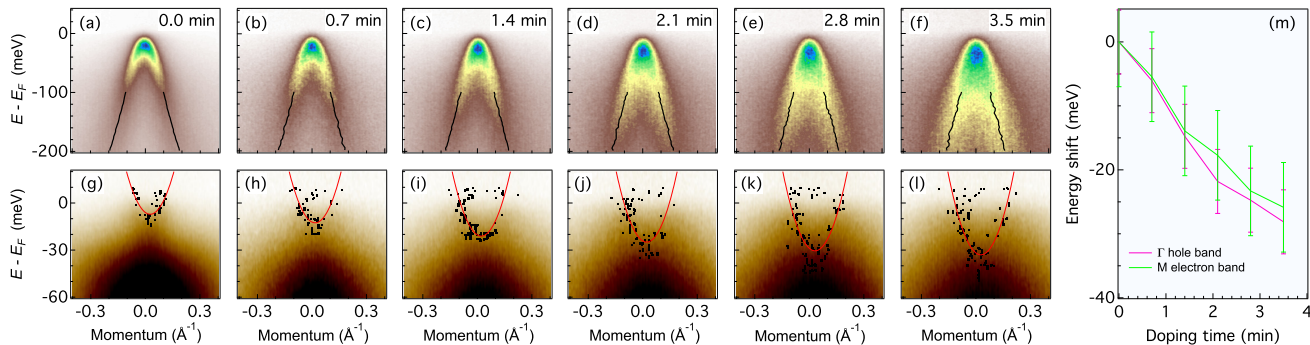 (a) 0.0 min (b) 0.7 min (c) 1.4 min (d) 2.1 min (e) 2.8 min (f) 3.5 min (m)
E - E_F (meV)
0
-100
-200
(g) (h) (i) (j) (k) (l)
E - E_F (meV)
0
-30
-60
-0.3 0.0 0.3 -0.3 0.0 0.3 -0.3 0.0 0.3 -0.3 0.0 0.3 -0.3 0.0 0.3 -0.3 0.0 0.3
Momentum (Å⁻¹) Momentum (Å⁻¹) Momentum (Å⁻¹) Momentum (Å⁻¹) Momentum (Å⁻¹) Momentum (Å⁻¹)
Energy shift (meV)
0
-20
-40
Γ hole band
M electron band
0 1 2 3 4
Doping time (min)